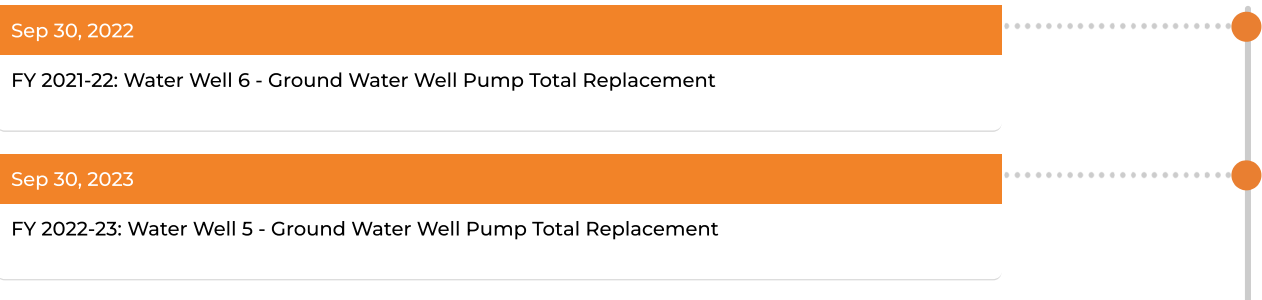 Sep 30, 2022
FY 2021-22: Water Well 6 - Ground Water Well Pump Total Replacement
Sep 30, 2023
FY 2022-23: Water Well 5 - Ground Water Well Pump Total Replacement